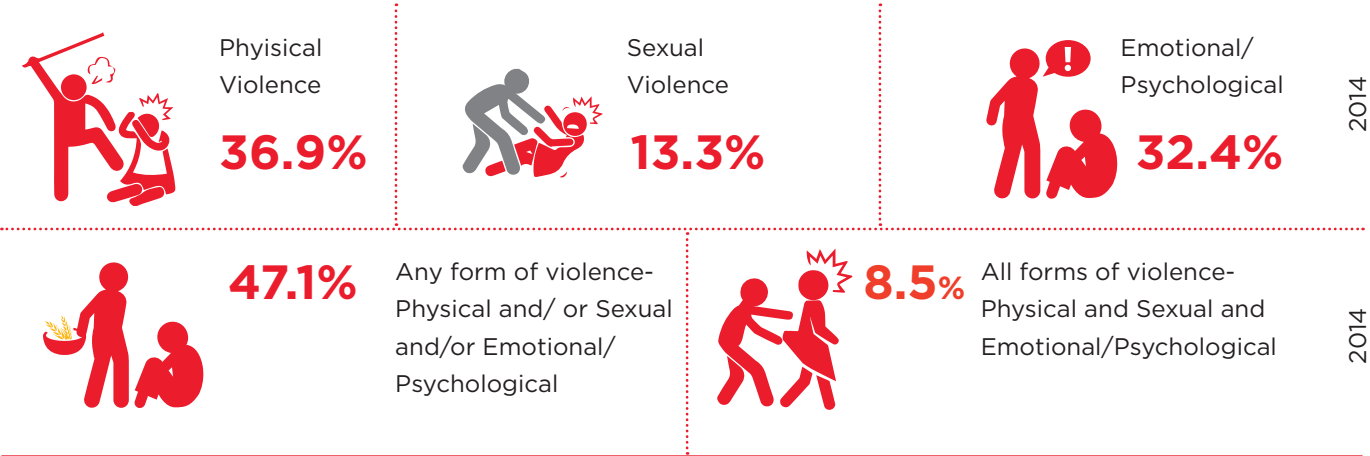 Phyisical
Violence
36.9%
Sexual
Violence
13.3%
!
Emotional/
Psychological
32.4%
2014
47.1%
Any form of violence-
Physical and/ or Sexual
and/or Emotional/
Psychological
8.5%
All forms of violence-
Physical and Sexual and
Emotional/Psychological
2014